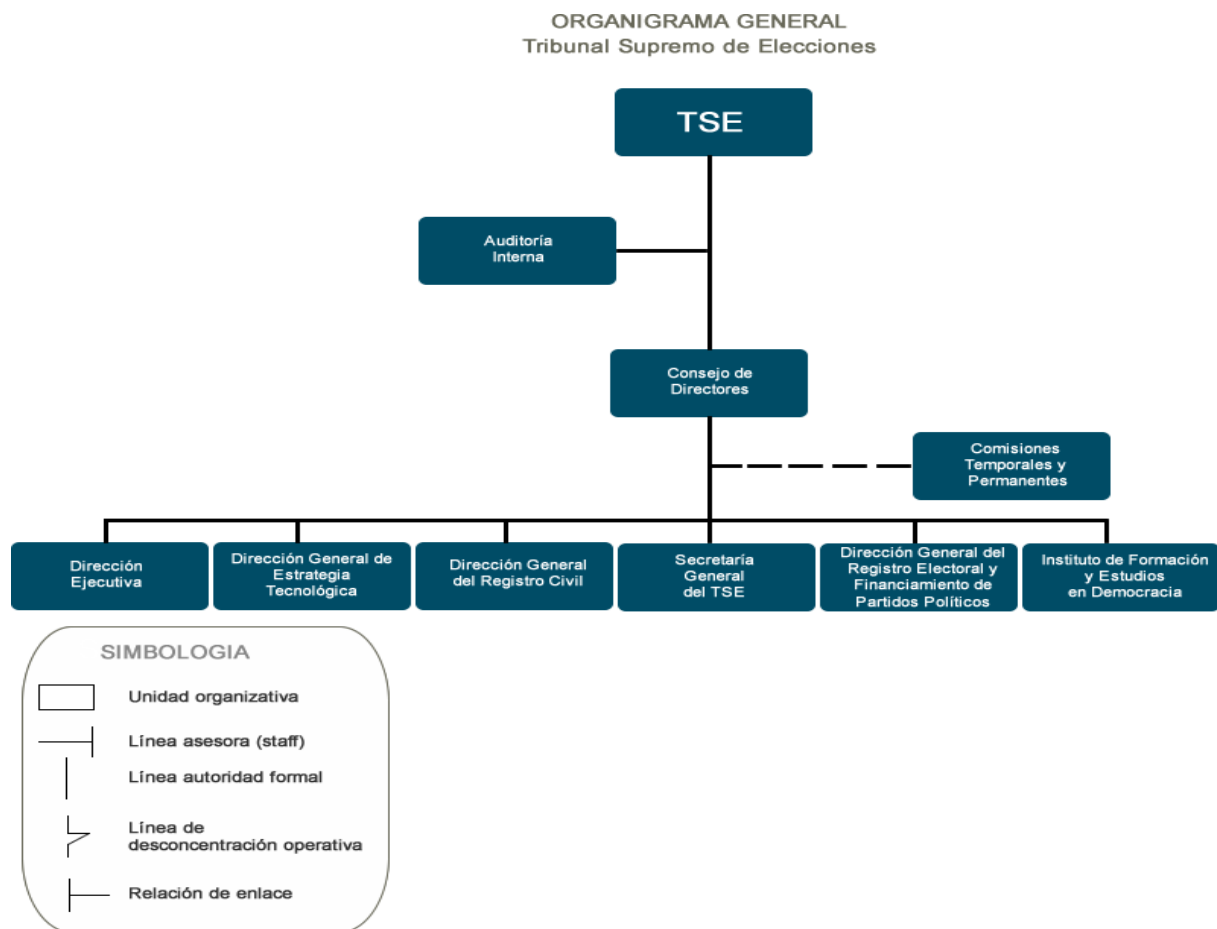 ORGANIGRAMA GENERAL
Tribunal Supremo de Elecciones
TSE
Auditoría
Interna
Consejo de
Directores
Comisiones
Temporales y
Permanentes
Dirección
Ejecutiva
Dirección General de
Estrategia
Tecnológica
Dirección General
del Registro Civil
Secretaría
General
del TSE
Dirección General del
Registro Electoral y
Financiamiento de
Partidos Políticos
Instituto de Formación
y Estudios
en Democracia
SIMBOLOGIA
Unidad organizativa
Línea asesora (staff)
Línea autoridad formal
Línea de
desconcentración operativa
Relación de enlace